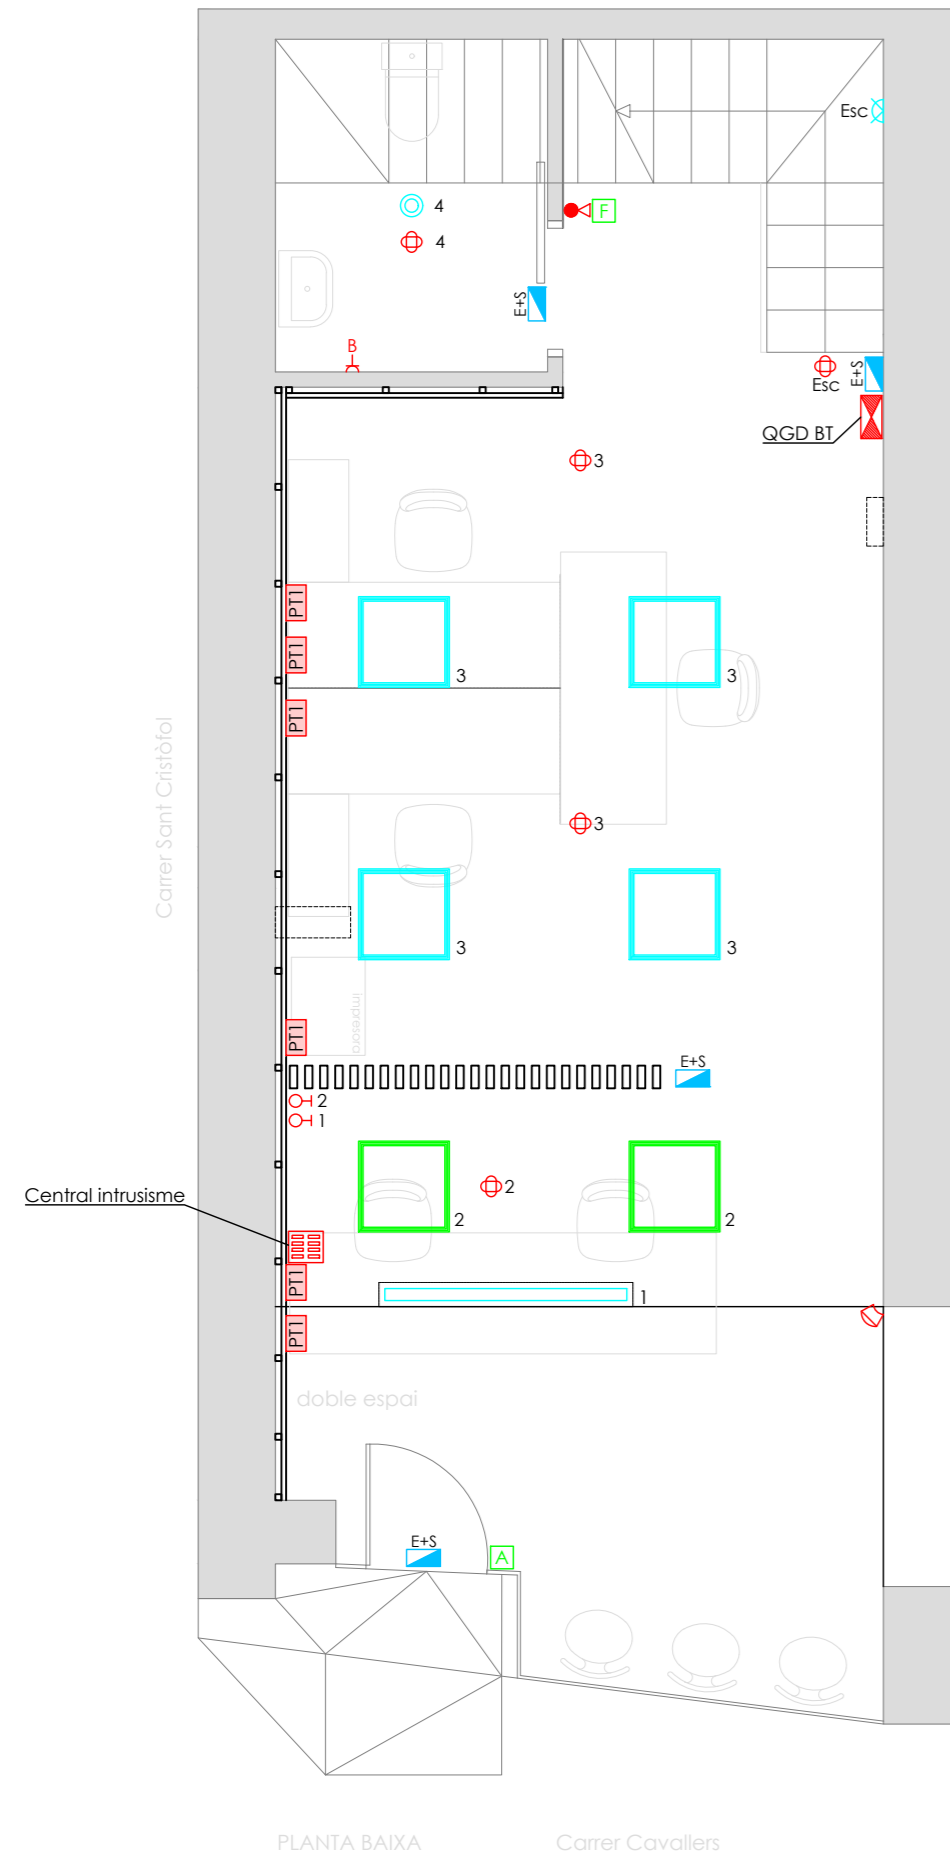 Esc
4
F
4
E+S
B
E+S
Esc
QGD BT
3
PT1
PT1
3
3
PT1
Carrer Sant Cristòfol
3
3
3
impresora
PT1
E+S
2
1
2
Central intrusisme
2
2
PT1
1
PT1
doble espai
E+S
A
PLANTA BAIXA
Carrer Cavallers